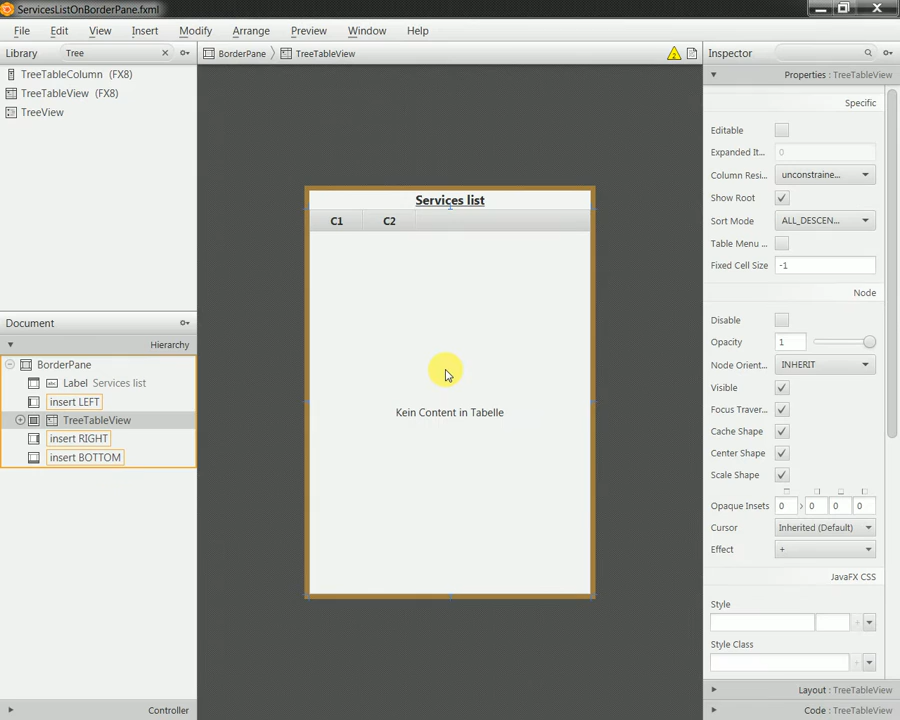 ServicesListOnBorderPane.fxml
File Edit View Insert Modify Arrange Preview Window Help
Library Tree
BorderPane TreeTableView
Inspector
TreeTableColumn (FX8)
TreeTableView (FX8)
TreeView
Document
Hierarchy
BorderPane
Label Services list
insert LEFT
TreeTableView
insert RIGHT
insert BOTTOM
Controller
Services list
C1 C2
Kein Content in Tabelle
Properties : TreeTableView
Specific
Editable
Expanded It... 0
Column Resi... unconstraine...
Show Root
Sort Mode ALL_DESCEN...
Table Menu ...
Fixed Cell Size -1
Node
Disable
Opacity 1
Node Orient... INHERIT
Visible
Focus Traver...
Cache Shape
Center Shape
Scale Shape
Opaque Insets 0 0 0 0
Cursor Inherited (Default)
Effect +
JavaFX CSS
Style
Style Class
Layout : TreeTableView
Code : TreeTableView